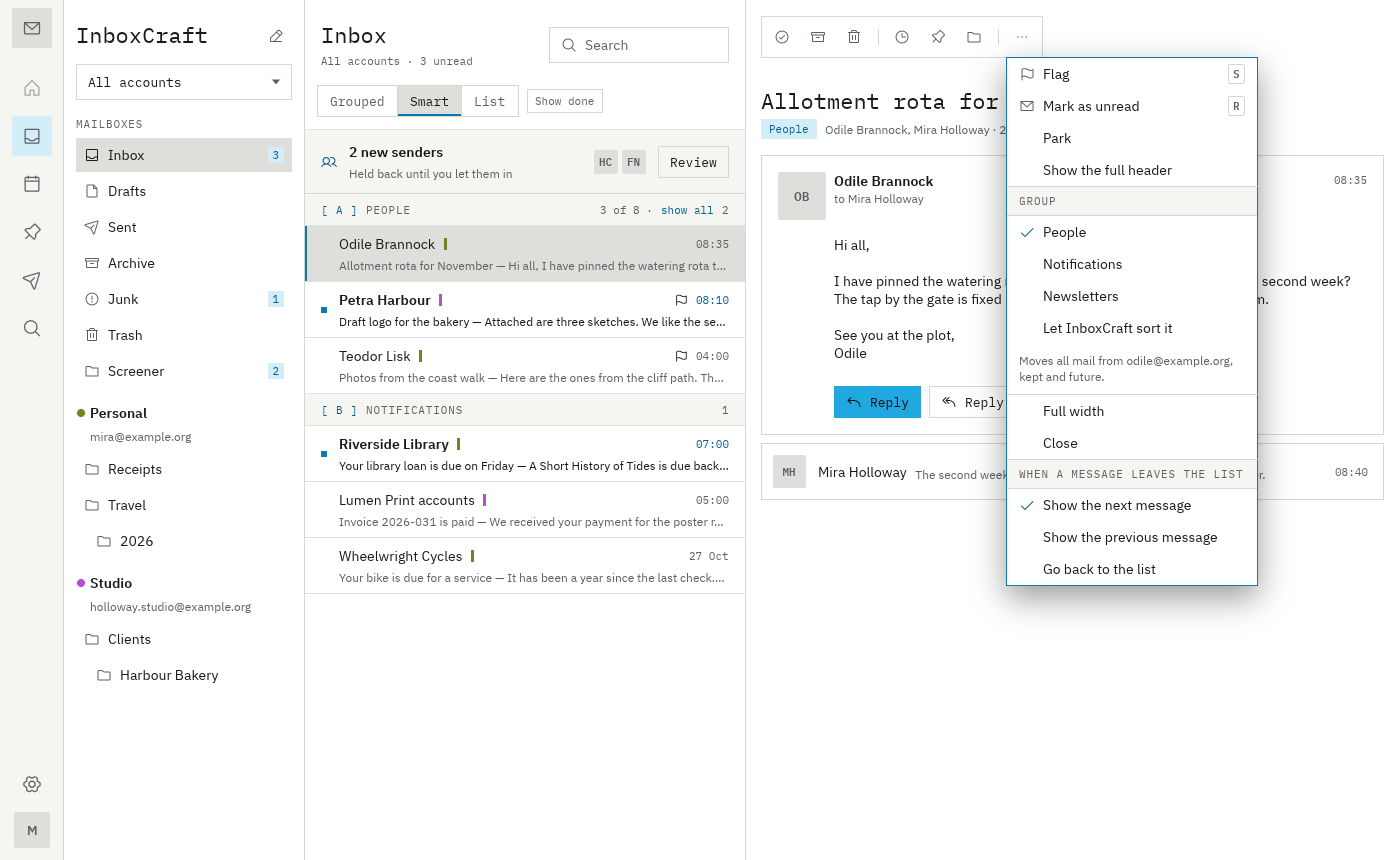 InboxCraft
All accounts
MAILBOXES
Inbox 3
Drafts
Sent
Archive
Junk 1
Trash
Screener 2
Personal
mira@example.org
Receipts
Travel
2026
Studio
holloway.studio@example.org
Clients
Harbour Bakery
M
Inbox
All accounts · 3 unread
Search
Grouped Smart List Show done
2 new senders
Held back until you let them in
HC FN Review
[ A ] PEOPLE 3 of 8 · show all 2
Odile Brannock 08:35
Allotment rota for November — Hi all, I have pinned the watering rota t…
Petra Harbour 08:10
Draft logo for the bakery — Attached are three sketches. We like the se…
Teodor Lisk 04:00
Photos from the coast walk — Here are the ones from the cliff path. Th…
[ B ] NOTIFICATIONS 1
Riverside Library 07:00
Your library loan is due on Friday — A Short History of Tides is due back…
Lumen Print accounts 05:00
Invoice 2026-031 is paid — We received your payment for the poster r…
Wheelwright Cycles 27 Oct
Your bike is due for a service — It has been a year since the last check.…
Allotment rota for
People Odile Brannock, Mira Holloway · 2
OB
Odile Brannock 08:35
to Mira Holloway
Hi all,
I have pinned the watering second week?
The tap by the gate is fixed
See you at the plot,
Odile
Reply Reply
MH Mira Holloway The second week 08:40
Flag S
Mark as unread R
Park
Show the full header
GROUP
People
Notifications
Newsletters
Let InboxCraft sort it
Moves all mail from odile@example.org,
kept and future.
Full width
Close
WHEN A MESSAGE LEAVES THE LIST
Show the next message
Show the previous message
Go back to the list